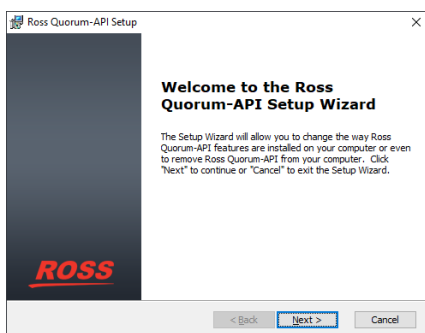 Ross Quorum-API Setup
Welcome to the Ross
Quorum-API Setup Wizard
The Setup Wizard will allow you to change the way Ross
Quorum-API features are installed on your computer or even
to remove Ross Quorum-API from your computer. Click
"Next" to continue or "Cancel" to exit the Setup Wizard.
ROSS
< Back Next > Cancel